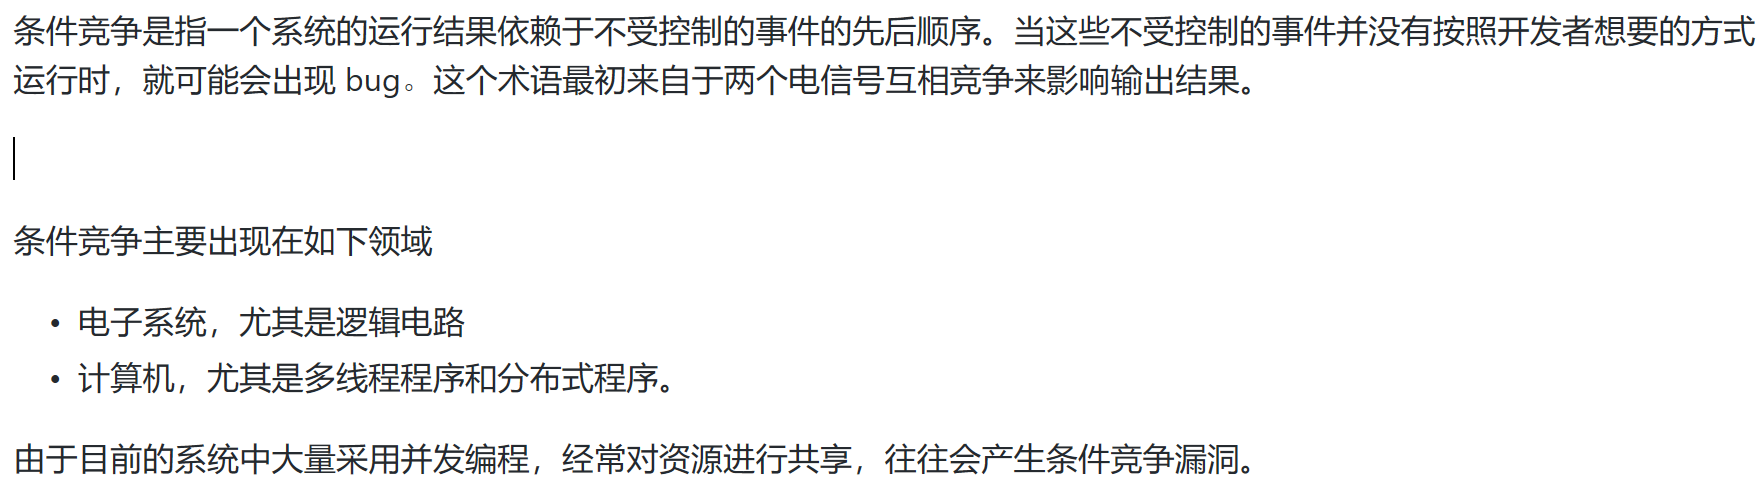 条件竞争是指一个系统的运行结果依赖于不受控制的事件的先后顺序。当这些不受控制的事件并没有按照开发者想要的方式
运行时，就可能会出现 bug。这个术语最初来自于两个电信号互相竞争来影响输出结果。
条件竞争主要出现在如下领域
• 电子系统，尤其是逻辑电路
• 计算机，尤其是多线程程序和分布式程序。
由于目前的系统中大量采用并发编程，经常对资源进行共享，往往会产生条件竞争漏洞。